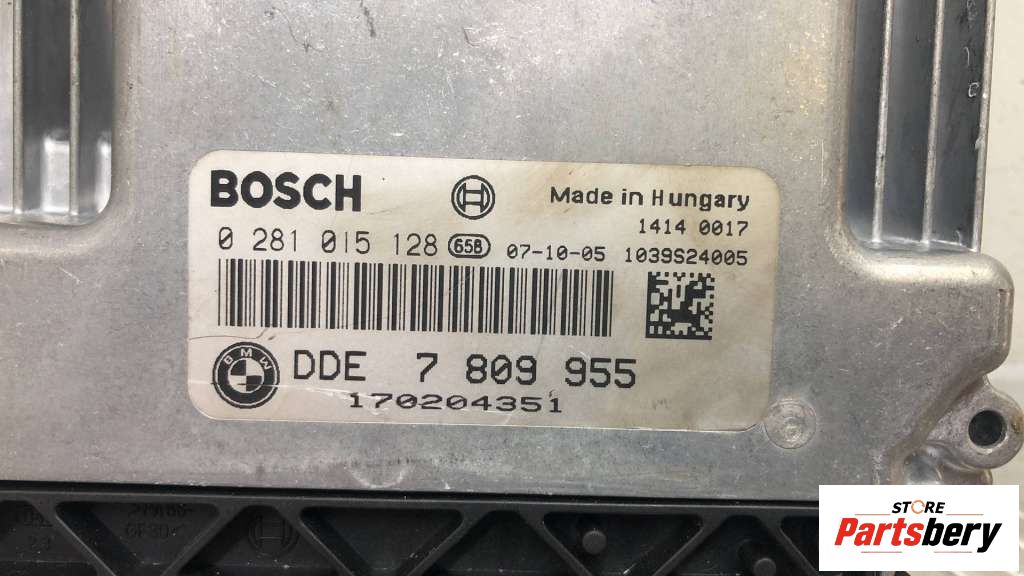 BOSCH
Made in Hungary
1414 0017
0 281 015 128 65B 07-10-05 1039S24005
BMW
DDE 7 809 955
170204351
STORE
Partsbery